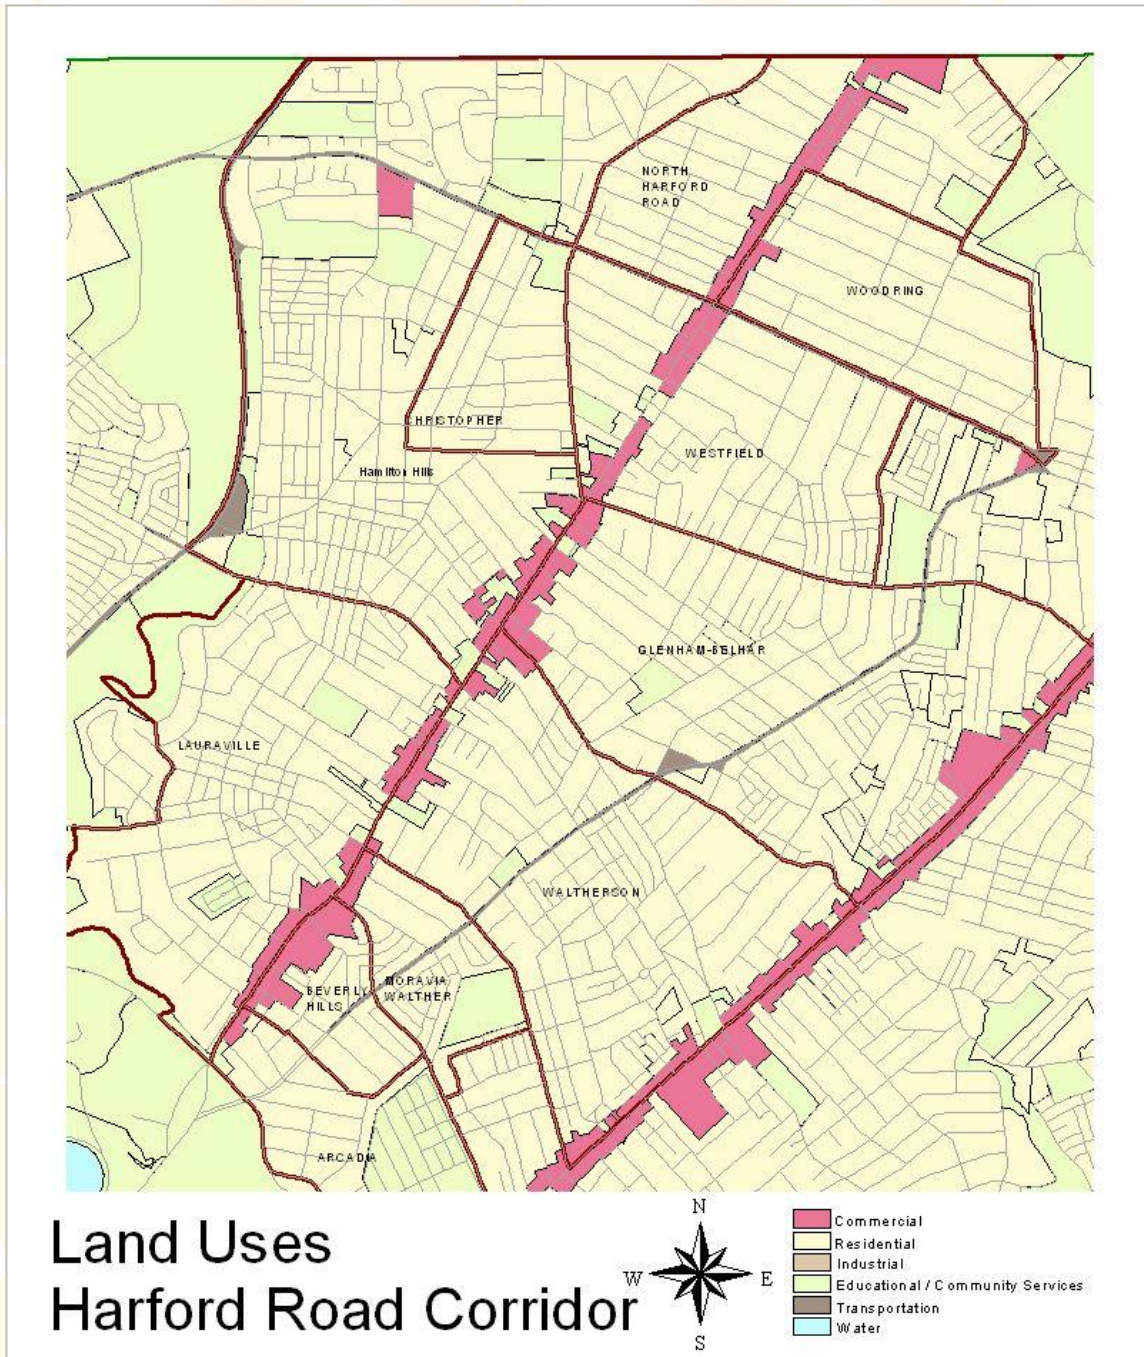 NORTH
HARFORD
ROAD
WOODRING
CHRISTOPHER
WESTFIELD
Hamilton Hills
GLENHAM-BELHAR
LAURAVILLE
WALTHERSON
BEVERLY
HILLS
MORAVIA
WALTHER
ARCADIA
Land Uses
Harford Road Corridor
N
W
E
S
Commercial
Residential
Industrial
Educational / Community Services
Transportation
Water